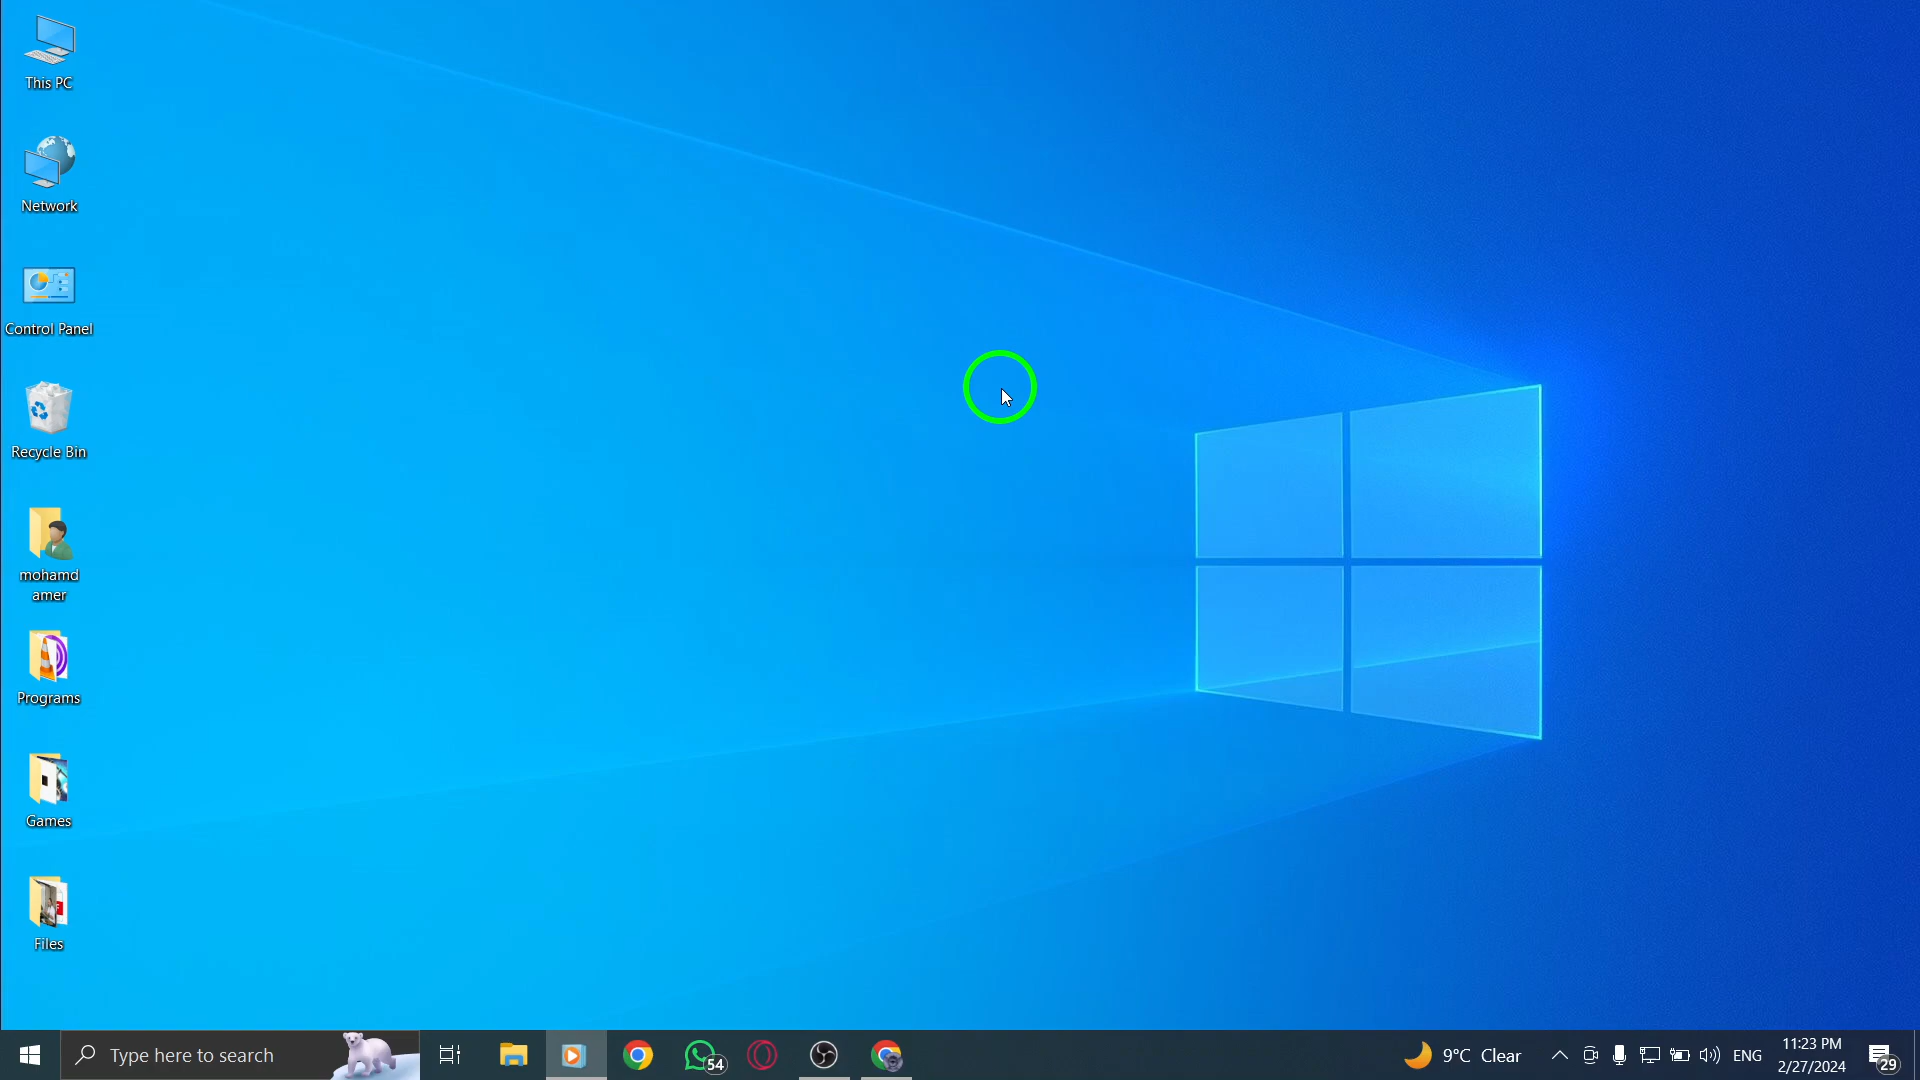 This PC
Network
Control Panel
Recycle Bin
mohamd
amer
Programs
Games
Files
Type here to search
54
9°C Clear
ENG
11:23 PM
2/27/2024
29